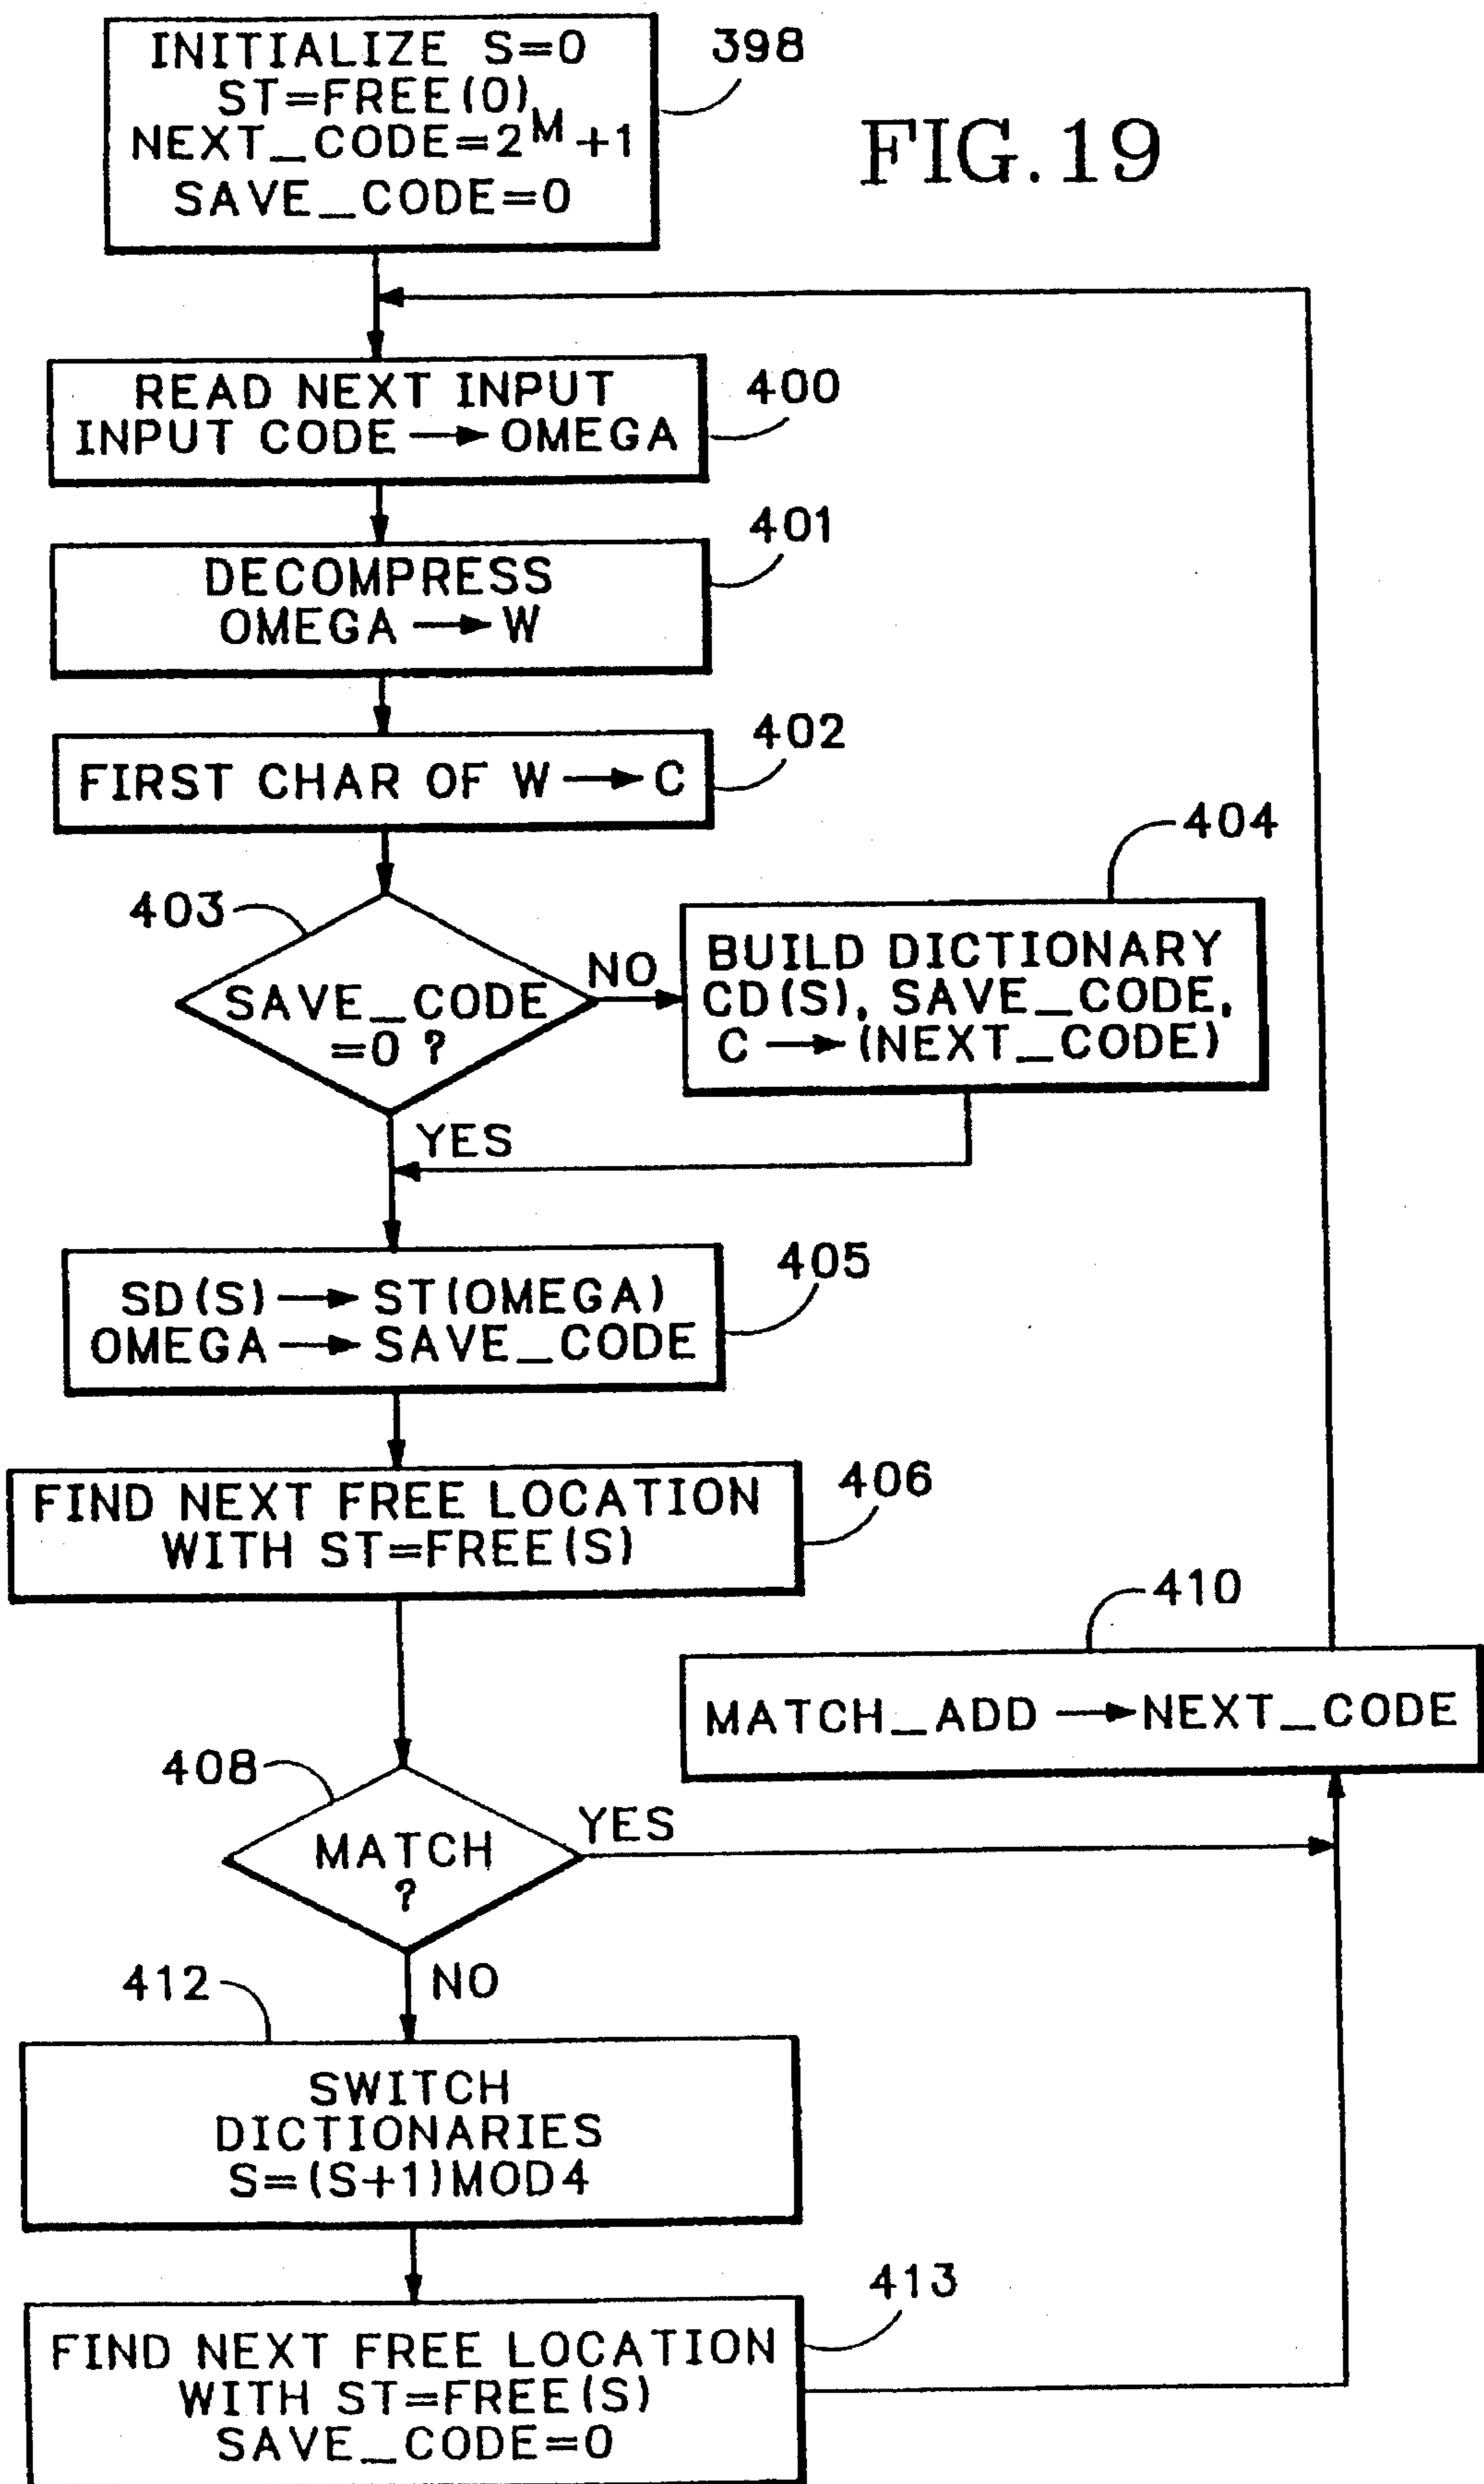 INITIALIZE S=0
ST=FREE(0)
NEXT_CODE=2^M+1
SAVE_CODE=0
398
FIG.19
READ NEXT INPUT
INPUT CODE → OMEGA
400
DECOMPRESS
OMEGA → W
401
FIRST CHAR OF W → C
402
403
SAVE_CODE
=0 ?
NO
YES
404
BUILD DICTIONARY
CD(S), SAVE_CODE,
C → (NEXT_CODE)
SD(S) → ST(OMEGA)
OMEGA → SAVE_CODE
405
FIND NEXT FREE LOCATION
WITH ST=FREE(S)
406
410
MATCH_ADD → NEXT_CODE
408
MATCH
?
YES
NO
412
SWITCH
DICTIONARIES
S=(S+1)MOD4
413
FIND NEXT FREE LOCATION
WITH ST=FREE(S)
SAVE_CODE=0